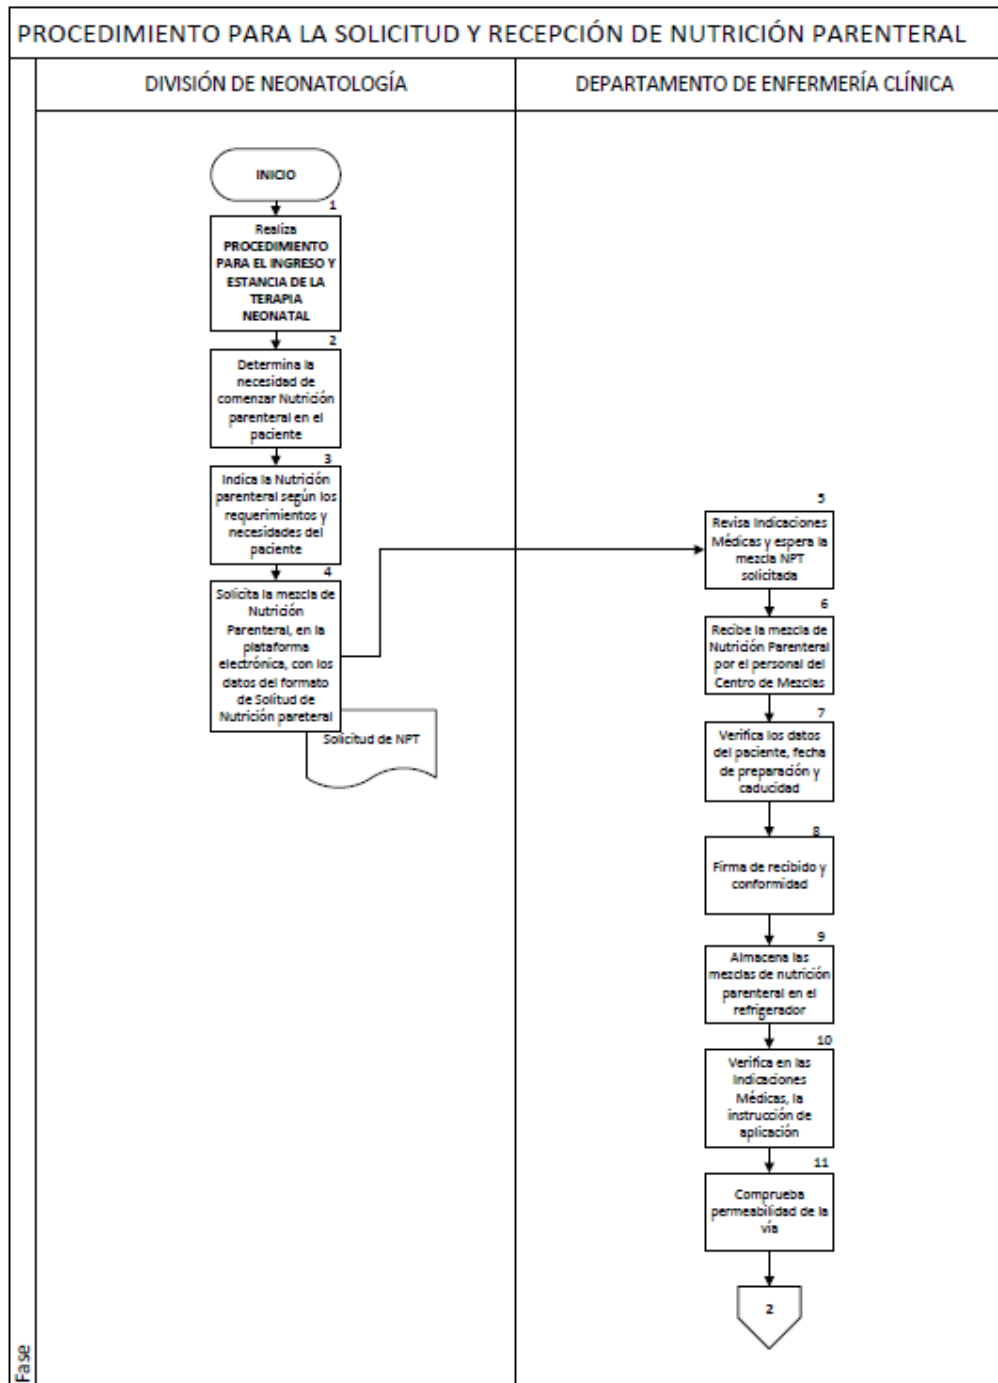 PROCEDIMIENTO PARA LA SOLICITUD Y RECEPCIÓN DE NUTRICIÓN PARENTERAL
DIVISIÓN DE NEONATOLOGÍA
DEPARTAMENTO DE ENFERMERÍA CLÍNICA
INICIO
1
Realiza
PROCEDIMIENTO
PARA EL INGRESO Y
ESTANCIA DE LA
TERAPIA
NEONATAL
2
Determina la
necesidad de
comenzar Nutrición
parenteral en el
paciente
3
Indica la Nutrición
parenteral según los
requerimientos y
necesidades del
paciente
4
Solicita la mezcla de
Nutrición
Parenteral, en la
plataforma
electrónica, con los
datos del formato
de Solitud de
Nutrición pareteral
Solicitud de NPT
5
Revisa Indicaciones
Médicas y espera la
mezcla NPT
solicitada
6
Recibe la mezcla de
Nutrición Parenteral
por el personal del
Centro de Mezclas
7
Verifica los datos
del paciente, fecha
de preparación y
caducidad
8
Firma de recibido y
conformidad
9
Almacena las
mezclas de nutrición
parenteral en el
refrigerador
10
Verifica en las
Indicaciones
Médicas, la
instrucción de
aplicación
11
Comprueba
permeabilidad de la
vía
2
Fase